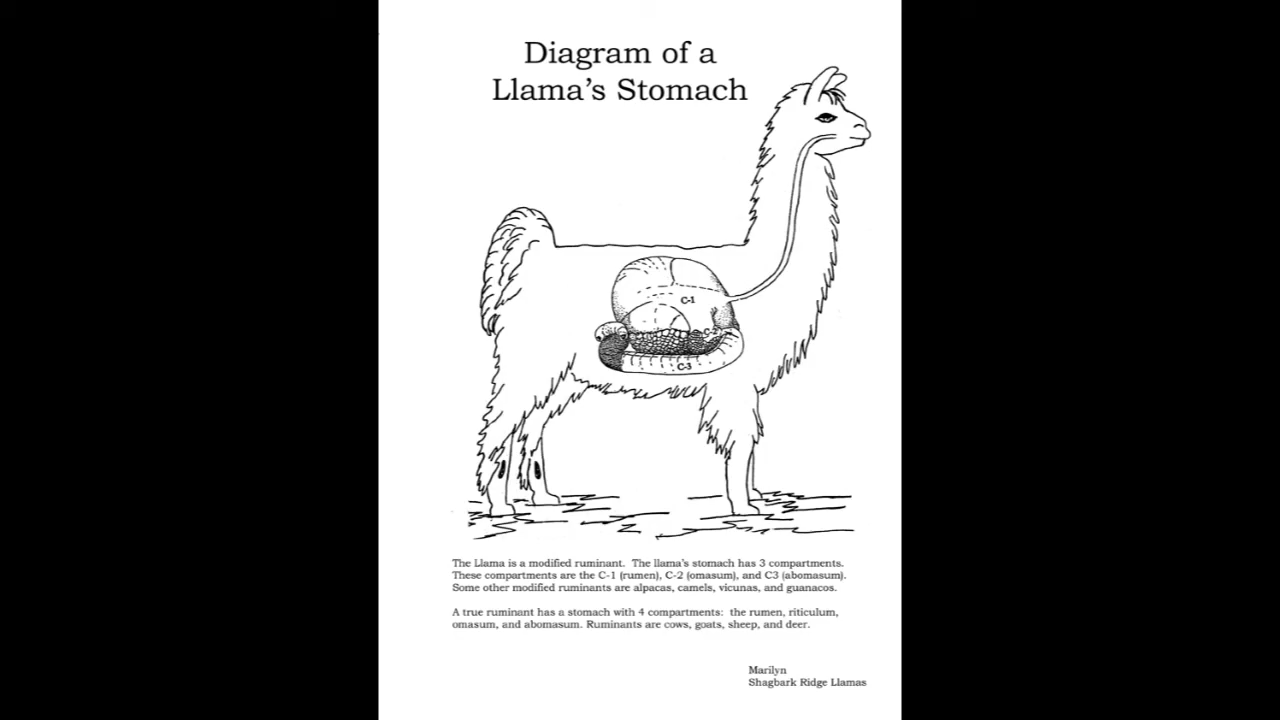 Diagram of a
Llama's Stomach
C-1
C-2
C-3
The Llama is a modified ruminant. The llama's stomach has 3 compartments.
These compartments are the C-1 (rumen), C-2 (omasum), and C3 (abomasum).
Some other modified ruminants are alpacas, camels, vicunas, and guanacos.
A true ruminant has a stomach with 4 compartments: the rumen, riticulum,
omasum, and abomasum. Ruminants are cows, goats, sheep, and deer.
Marilyn
Shagbark Ridge Llamas